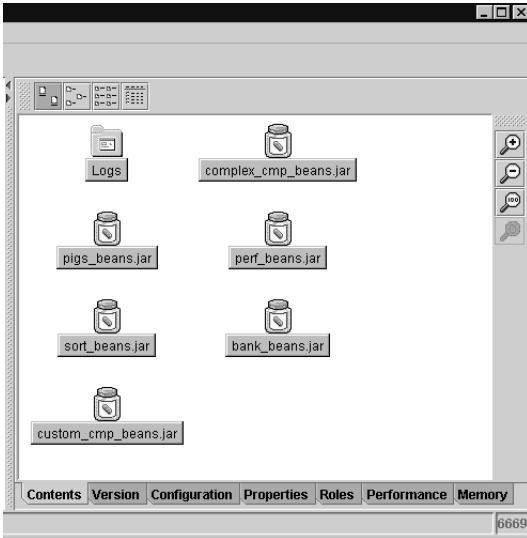 Logs
complex_cmp_beans.jar
pigs_beans.jar
perf_beans.jar
sort_beans.jar
bank_beans.jar
custom_cmp_beans.jar
Contents Version Configuration Properties Roles Performance Memory
6669